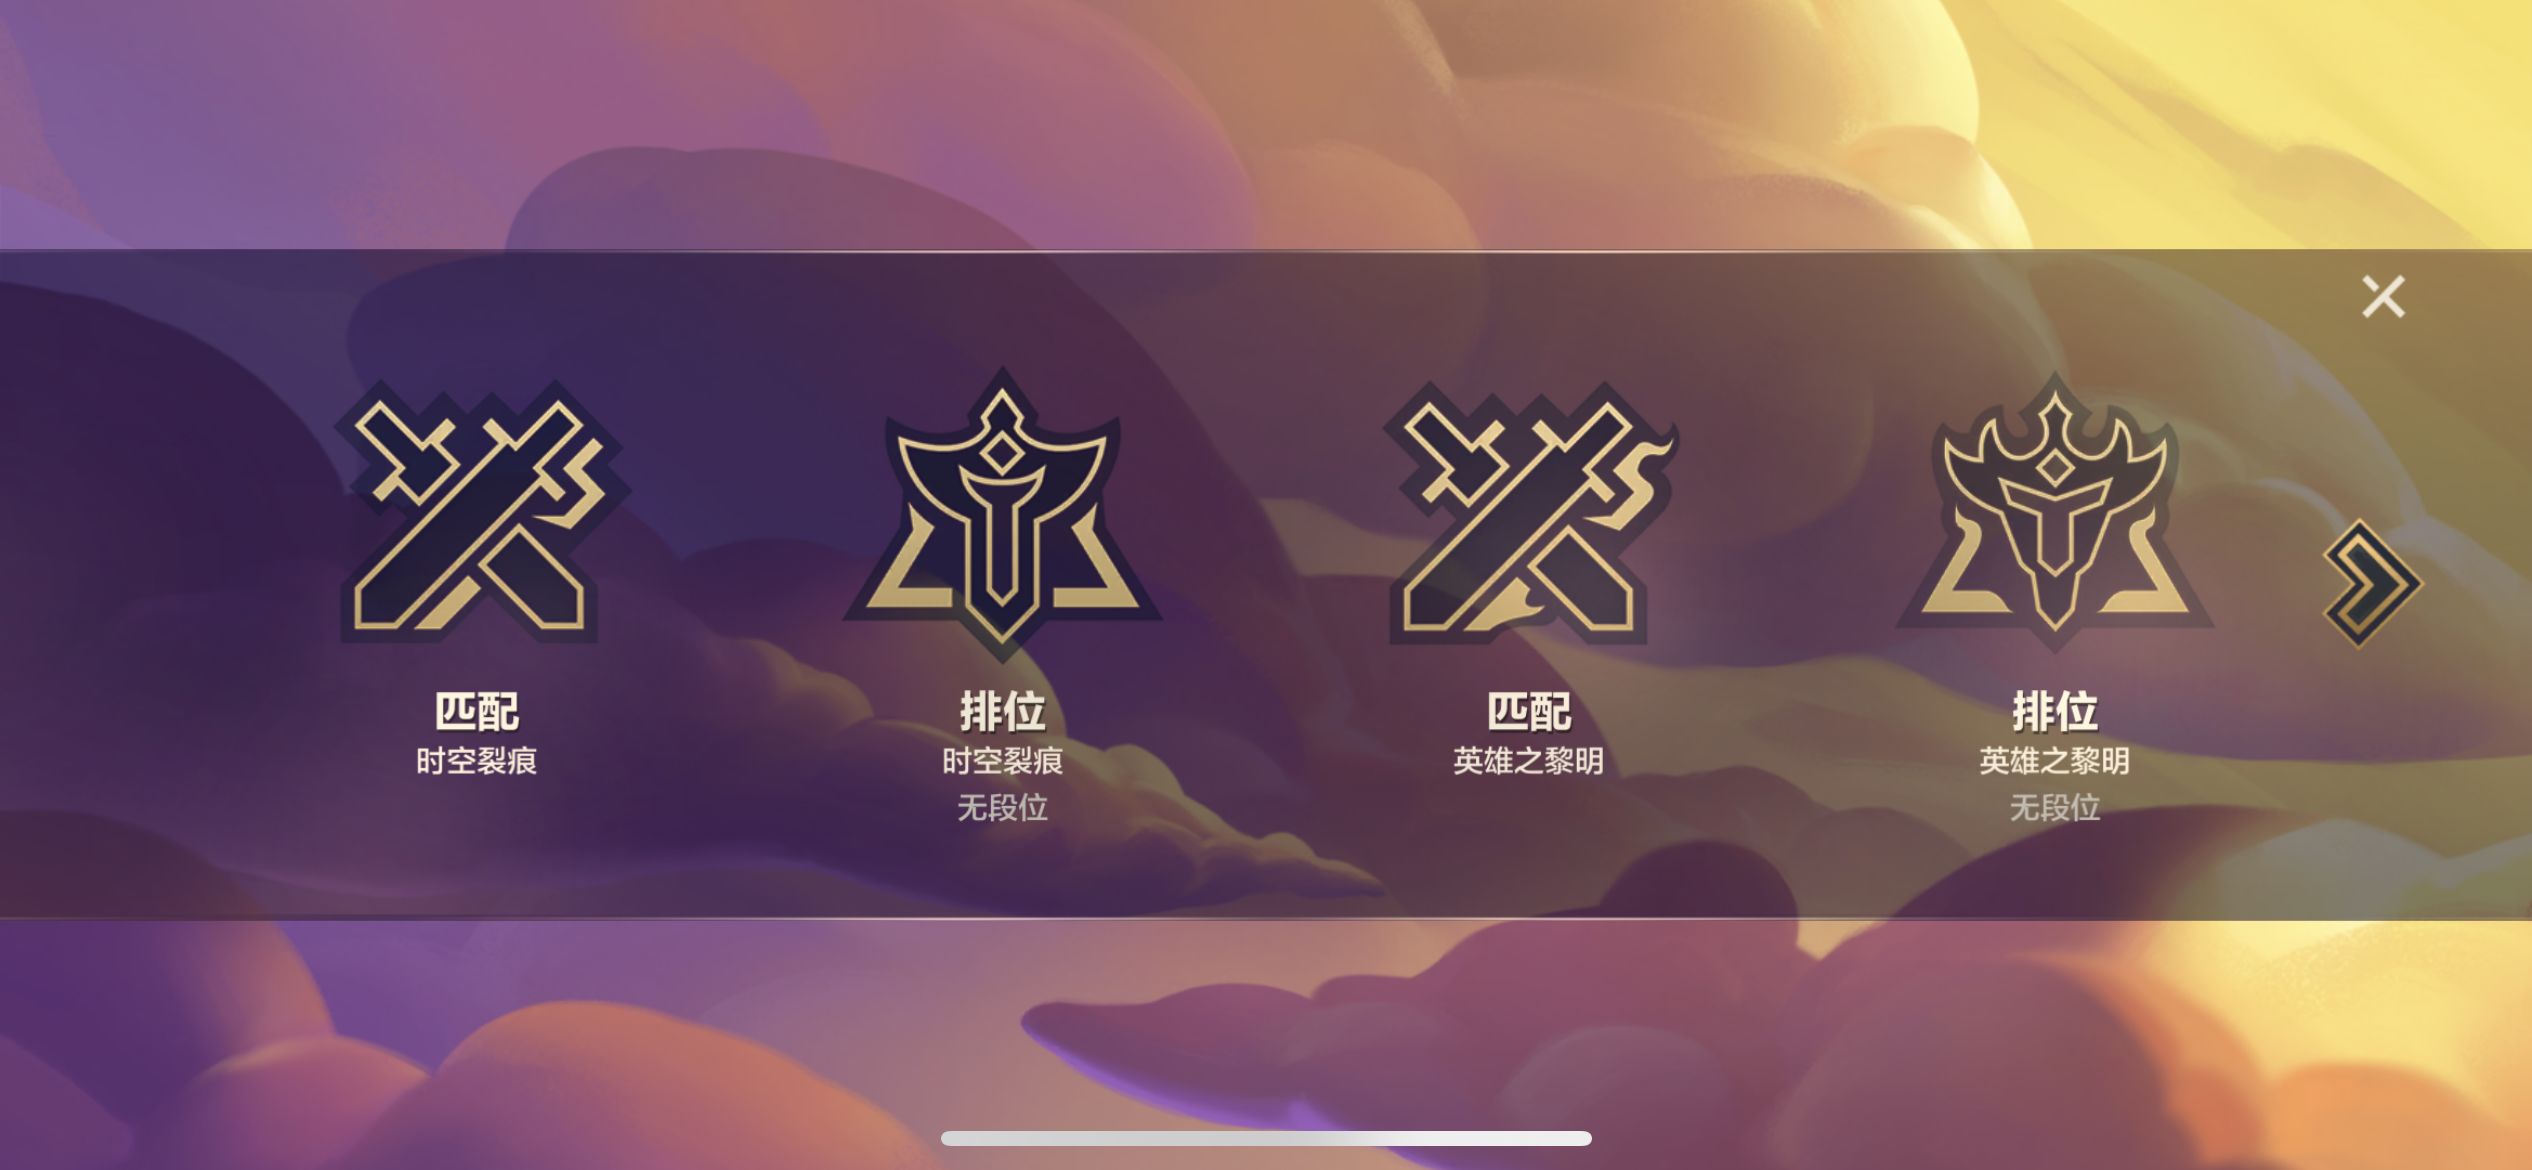 匹配
时空裂痕
排位
时空裂痕
无段位
匹配
英雄之黎明
排位
英雄之黎明
无段位